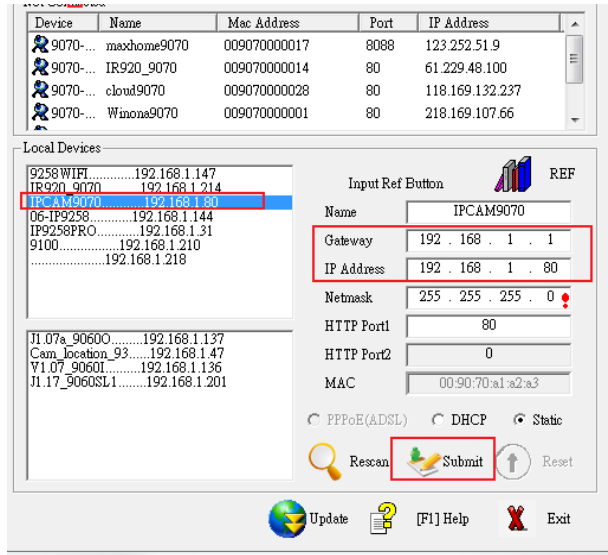 Device Name Mac Address Port IP Address
9070-... maxhome9070 009070000017 8088 123.252.51.9
9070-... IR920_9070 009070000014 80 61.229.48.100
9070-... cloud9070 009070000028 80 118.169.132.237
9070-... Winona9070 009070000001 80 218.169.107.66
Local Devices
9258WIFI............192.168.1.147
IR920_9070..........192.168.1.214
IPCAM9070...........192.168.1.80
06-IP9258...........192.168.1.144
IP9258PRO...........192.168.1.31
9100................192.168.1.210
....................192.168.1.218
J1.07a_9060O........192.168.1.137
Cam_location_93.....192.168.1.47
V1.07_9060I.........192.168.1.136
J1.17_9060SL1.......192.168.1.201
Input Ref Button REF
Name IPCAM9070
Gateway 192 . 168 . 1 . 1
IP Address 192 . 168 . 1 . 80
Netmask 255 . 255 . 255 . 0
HTTP Port1 80
HTTP Port2 0
MAC 00:90:70:a1:a2:a3
PPPoE(ADSL) DHCP Static
Rescan Submit Reset
Update [F1] Help Exit